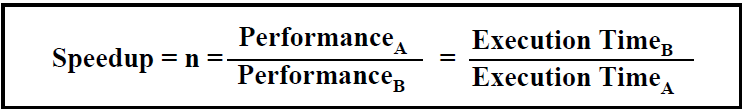 Speedup = n = Performance_A / Performance_B = Execution Time_B / Execution Time_A